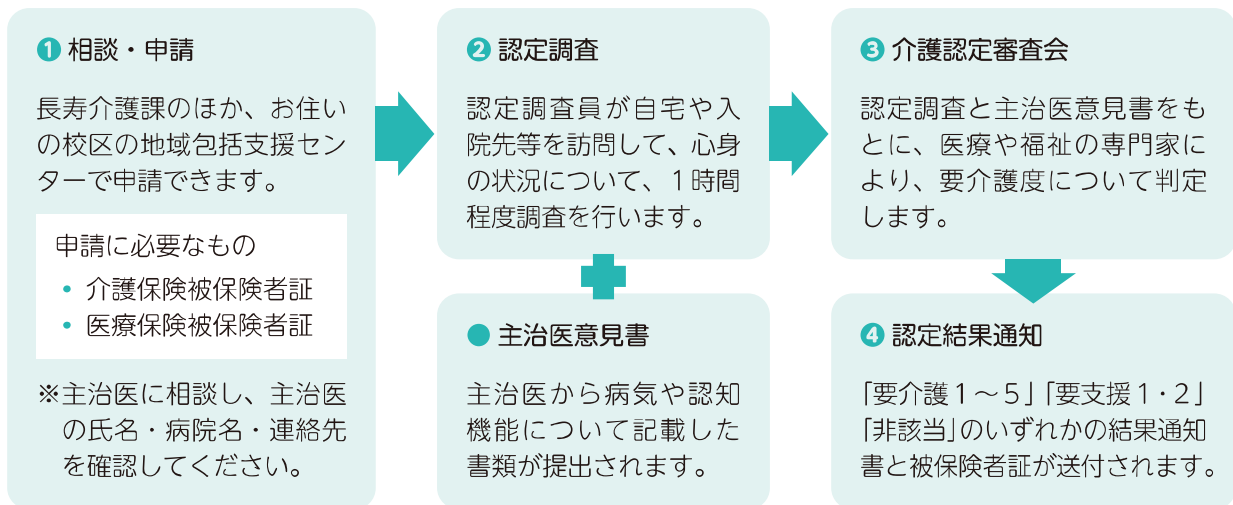 ❶ 相談・申請
長寿介護課のほか、お住い
の校区の地域包括支援セン
ターで申請できます。
申請に必要なもの
• 介護保険被保険者証
• 医療保険被保険者証
※主治医に相談し、主治医
の氏名・病院名・連絡先
を確認してください。
❷ 認定調査
認定調査員が自宅や入
院先等を訪問して、心身
の状況について、1時間
程度調査を行います。
● 主治医意見書
主治医から病気や認知
機能について記載した
書類が提出されます。
❸ 介護認定審査会
認定調査と主治医意見書をも
とに、医療や福祉の専門家に
より、要介護度について判定
します。
❹ 認定結果通知
「要介護1〜5」「要支援1・2」
「非該当」のいずれかの結果通知
書と被保険者証が送付されます。